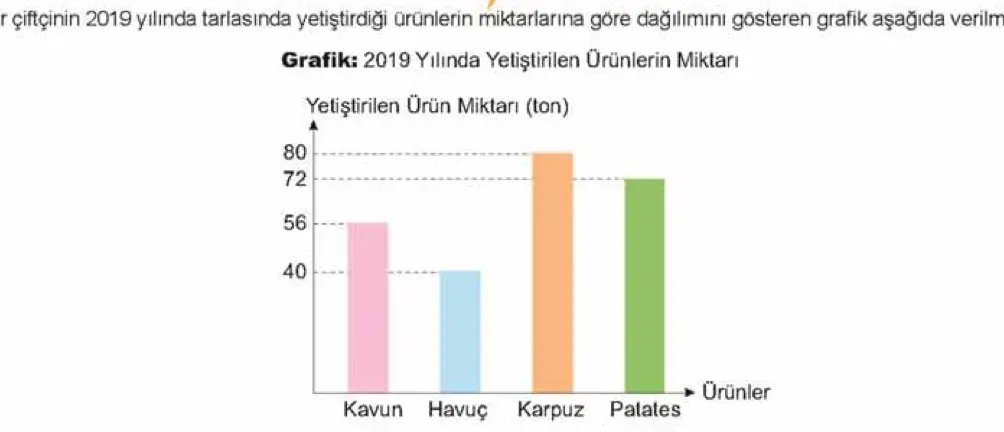 r çiftçinin 2019 yılında tarlasında yetiştirdiği ürünlerin miktarlarına göre dağılımını gösteren grafik aşağıda verilm
Grafik: 2019 Yılında Yetiştirilen Ürünlerin Miktarı
Yetiştirilen Ürün Miktarı (ton)
80
72
56
40
Ürünler
Kavun Havuç Karpuz Patates